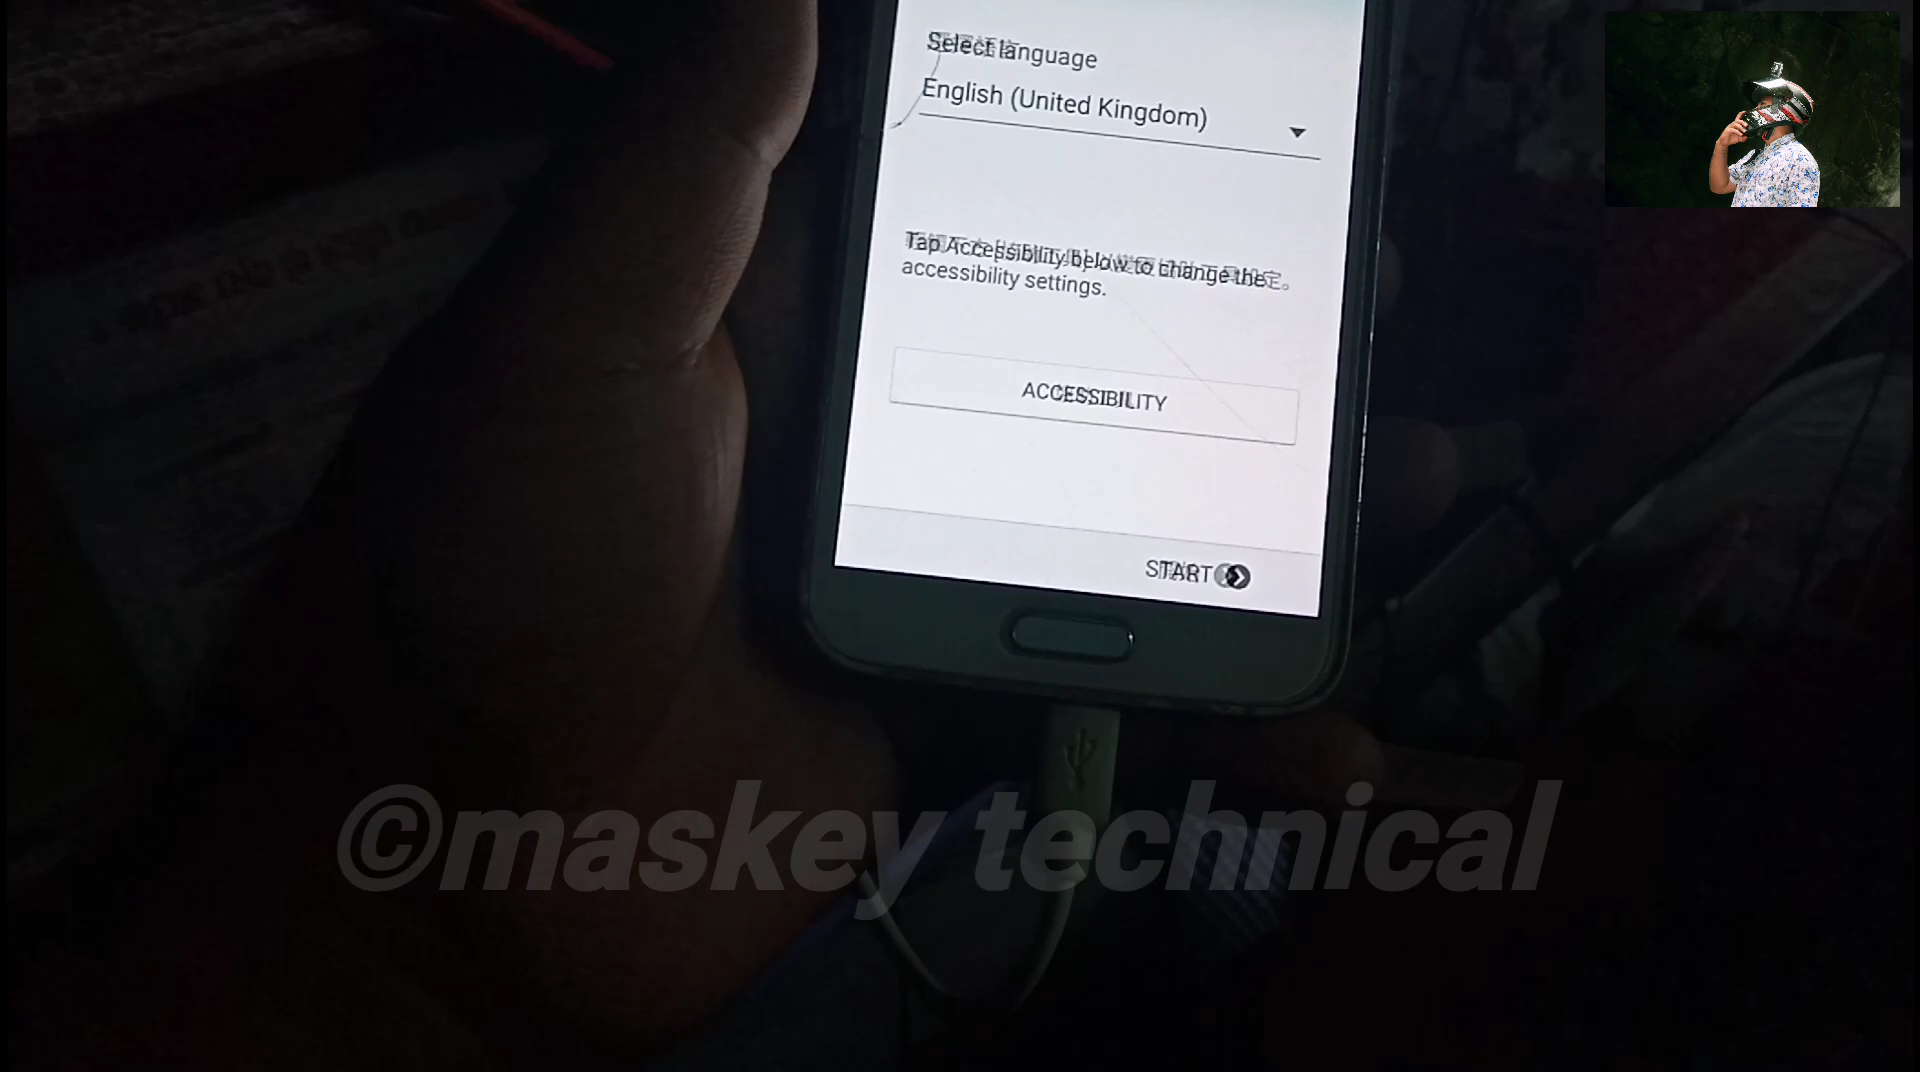 Select language
English (United Kingdom)
Tap Accessibility below to change the
accessibility settings.
ACCESSIBILITY
START
©maskey technical